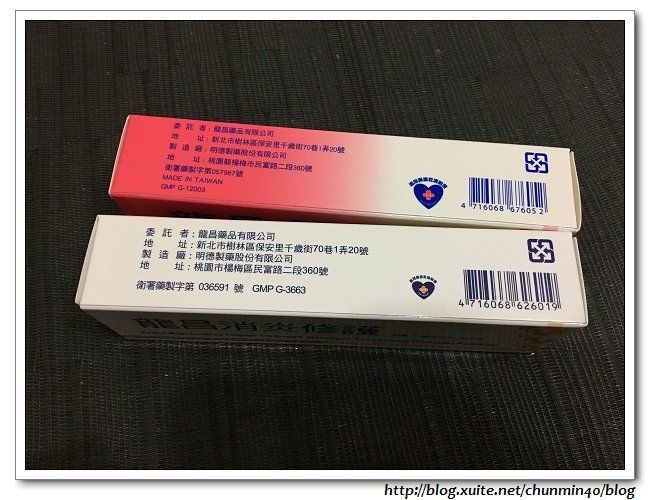 委 託 者:龍昌藥品有限公司
地 址:新北市樹林區保安里千歲街70巷1弄20號
製 造 廠:明德製藥股份有限公司
地 址:桃園縣楊梅市民富路二段360號
衛署藥製字第057987號
MADE IN TAIWAN
GMP G-12003
4 716068 676052
委 託 者:龍昌藥品有限公司
地 址:新北市樹林區保安里千歲街70巷1弄20號
製 造 廠:明德製藥股份有限公司
地 址:桃園市楊梅區民富路二段360號
衛署藥製字第 036591 號 GMP G-3663
4 716068 626019
龍昌消炎修護
http://blog.xuite.net/chunmin40/blog